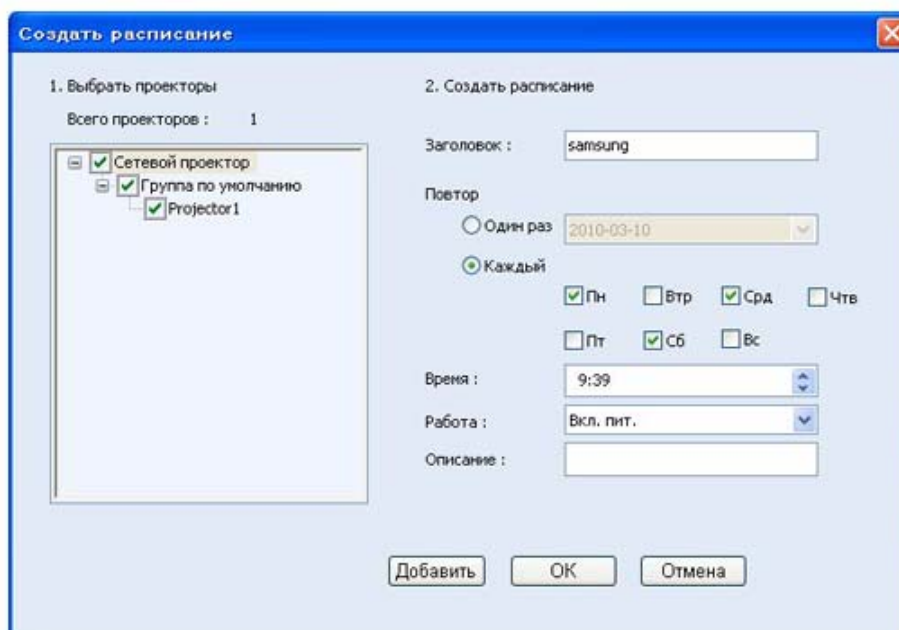 Создать расписание
1. Выбрать проекторы
Всего проекторов : 1
Сетевой проектор
Группа по умолчанию
Projector1
2. Создать расписание
Заголовок : samsung
Повтор
Один раз 2010-03-10
Каждый
Пн Втр Срд Чтв
Пт Сб Вс
Время : 9:39
Работа : Вкл. пит.
Описание :
Добавить OK Отмена